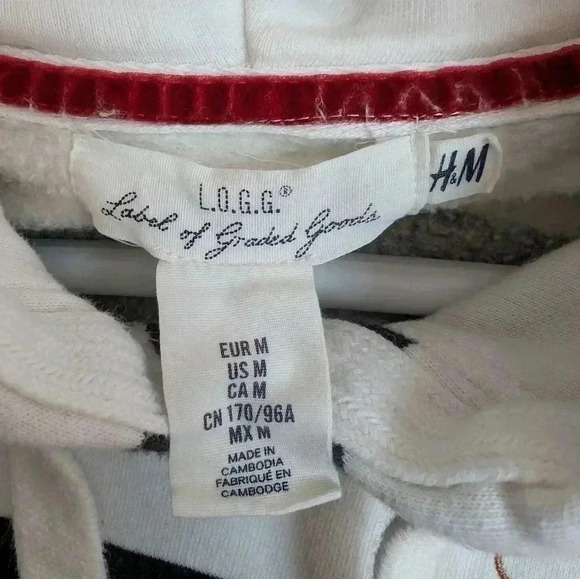 L.O.G.G.®
Label of Graded Goods
H&M
EUR M
US M
CA M
CN 170/96A
MX M
MADE IN
CAMBODIA
FABRIQUÉ EN
CAMBODGE